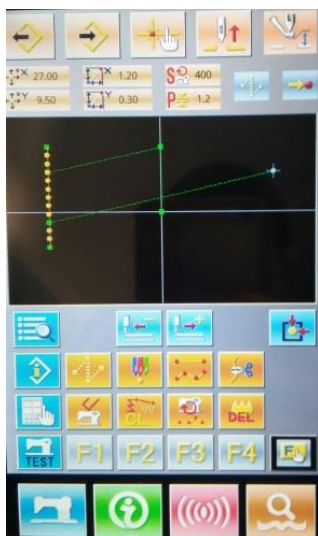 X 27.00 X 1.20 S 400
Y 9.50 Y 0.30 P 1.2
CL
DEL
TEST F1 F2 F3 F4
F